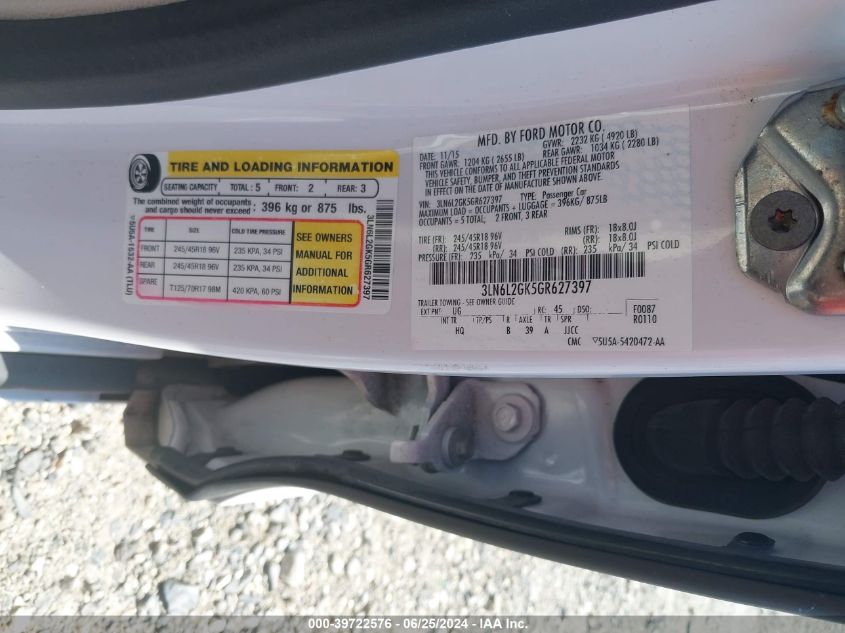 TIRE AND LOADING INFORMATION
SEATING CAPACITY TOTAL : 5 FRONT: 2 REAR: 3
The combined weight of occupants and cargo should never exceed : 396 kg or 875 lbs.
TIRE SIZE COLD TIRE PRESSURE
FRONT 245/45R18 96V 235 KPA, 34 PSI
REAR 245/45R18 96V 235 KPA, 34 PSI
SPARE T125/70R17 98M 420 KPA, 60 PSI
SEE OWNERS
MANUAL FOR
ADDITIONAL
INFORMATION
5U5A-1532-AA (TLU)
3LN6L2GK5GR627397
MFD. BY FORD MOTOR CO.
DATE: 11/15 GVWR: 2232 KG ( 4920 LB)
FRONT GAWR: 1204 KG ( 2655 LB) REAR GAWR: 1034 KG ( 2280 LB)
THIS VEHICLE CONFORMS TO ALL APPLICABLE FEDERAL MOTOR
VEHICLE SAFETY, BUMPER, AND THEFT PREVENTION STANDARDS
IN EFFECT ON THE DATE OF MANUFACTURE SHOWN ABOVE.
VIN: 3LN6L2GK5GR627397 TYPE: Passenger Car
MAXIMUM LOAD = OCCUPANTS + LUGGAGE = 396KG/ 875LB
OCCUPANTS = 5 TOTAL, 2 FRONT, 3 REAR
TIRE (FR): 245/45R18 96V RIMS (FR): 18x8.0J
(RR): 245/45R18 96V (RR): 18x8.0J
PRESSURE (FR): 235 kPa/ 34 PSI COLD (RR): 235 kPa/ 34 PSI COLD
3LN6L2GK5GR627397
TRAILER TOWING - SEE OWNER GUIDE
EXT PNT: UG RC: 45 DSO: F0087
INT TR TP/PS R AXLE TR SPR R0110
HQ B 39 A JJCC
CMC 5U5A-5420472-AA
000-39722576 - 06/25/2024 - IAAI.com